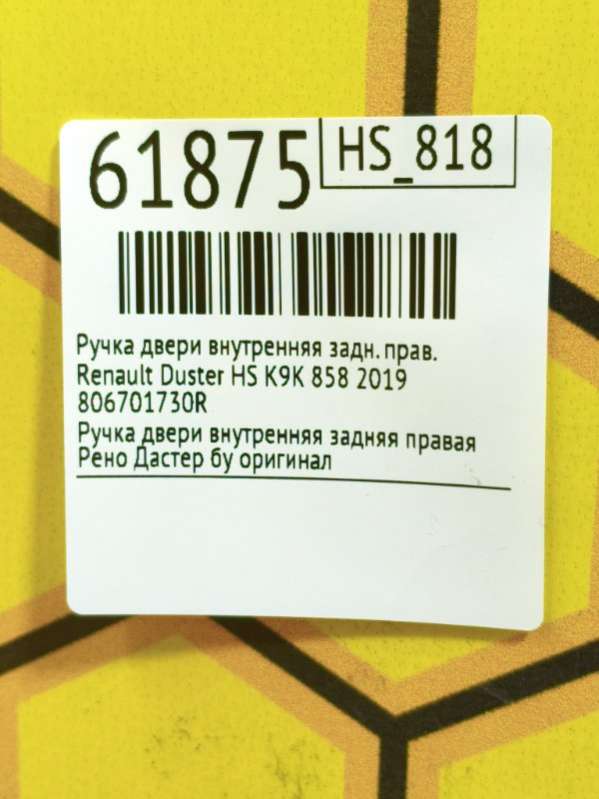 61875
HS_818
Ручка двери внутренняя задн. прав.
Renault Duster HS K9K 858 2019
806701730R
Ручка двери внутренняя задняя правая
Рено Дастер бу оригинал